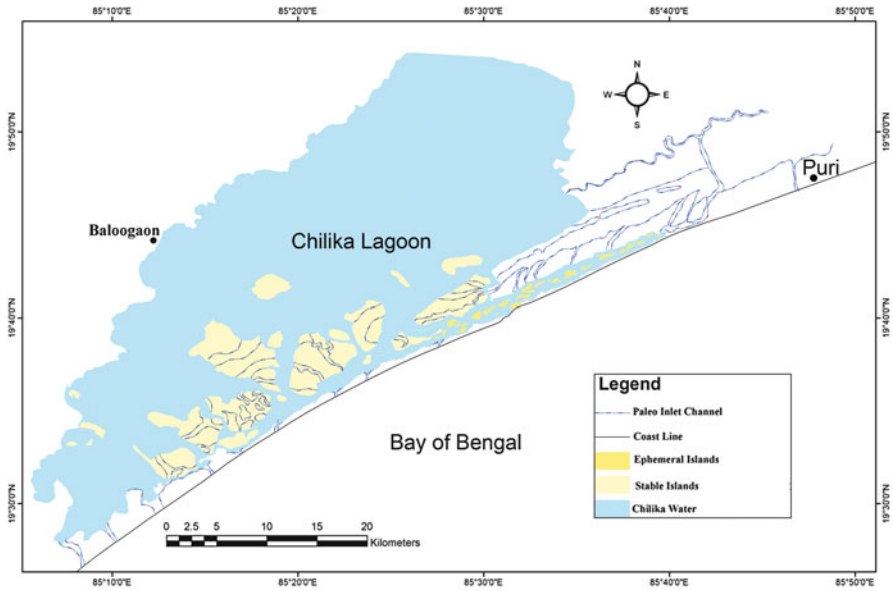 85°10'0"E 85°20'0"E 85°30'0"E 85°40'0"E 85°50'0"E
N
W E
S
19°50'0"N 19°50'0"N
Puri
Baloogaon
Chilika Lagoon
19°40'0"N 19°40'0"N
Legend
Paleo Inlet Channel
Coast Line
Ephemeral Islands
Stable Islands
Chilika Water
Bay of Bengal
19°30'0"N 19°30'0"N
0 2.5 5 10 15 20
Kilometers
85°10'0"E 85°20'0"E 85°30'0"E 85°40'0"E 85°50'0"E